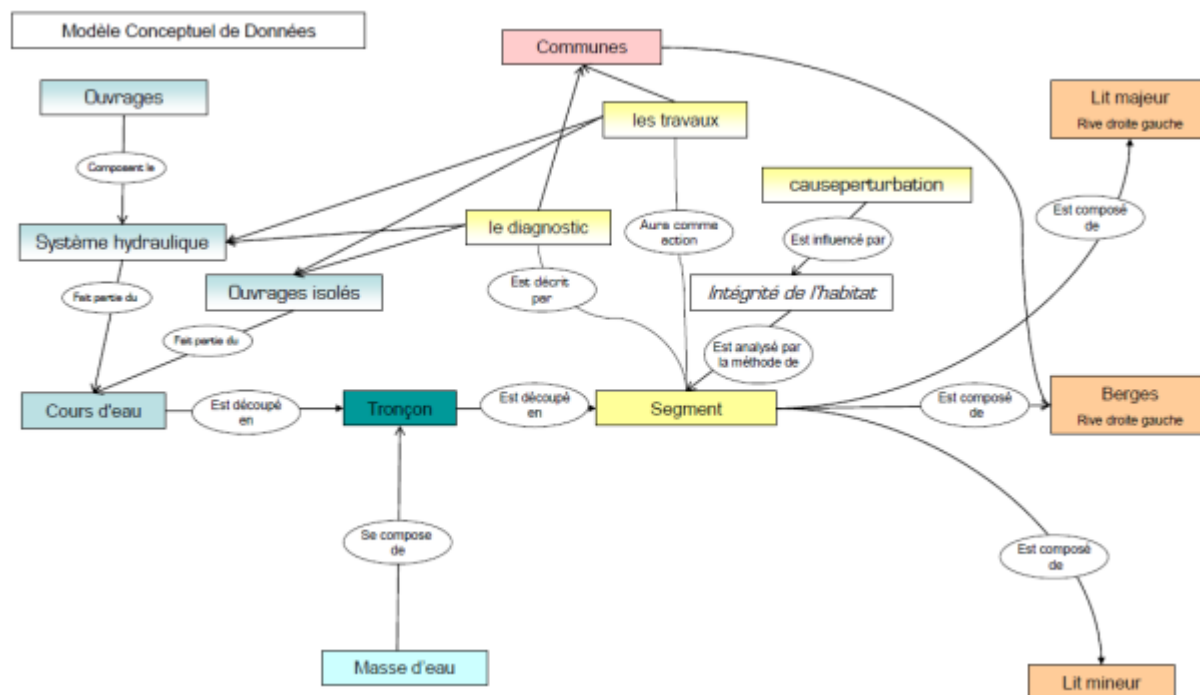 Modèle Conceptuel de Données
Communes
Ouvrages
Lit majeur
Rive droite gauche
les travaux
Composent le
causeperturbation
Système hydraulique
le diagnostic
Aura comme
action
Est influencé par
Est composé
de
Fait partie du
Ouvrages isolés
Est décrit
par
Intégrité de l'habitat
Fait partie du
Est analysé par
la méthode de
Cours d'eau
Est découpé
en
Tronçon
Est découpé
en
Segment
Est composé
de
Berges
Rive droite gauche
Se compose
de
Est composé
de
Masse d'eau
Lit mineur